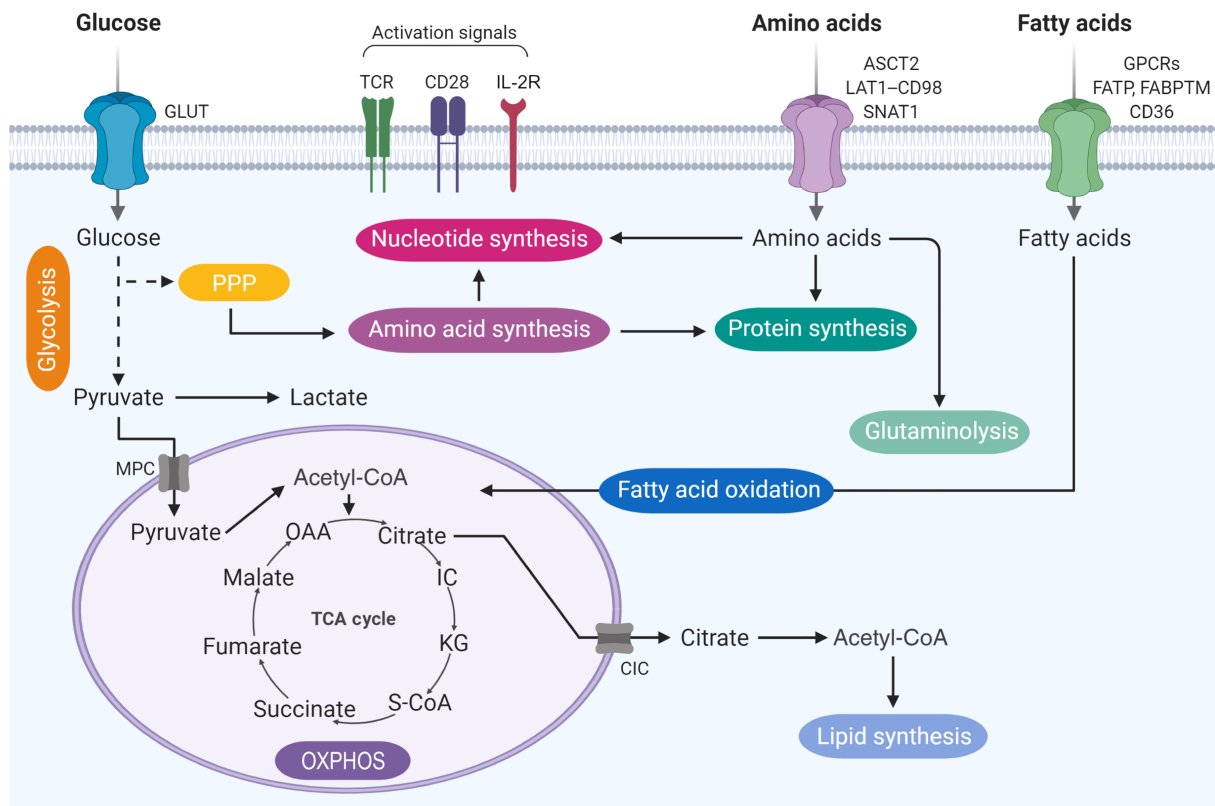 Glucose
Activation signals
Amino acids
Fatty acids
TCR
CD28
IL-2R
GLUT
ASCT2
LAT1–CD98
SNAT1
GPCRs
FATP, FABPTM
CD36
Glucose
Nucleotide synthesis
Amino acids
Fatty acids
Glycolysis
PPP
Amino acid synthesis
Protein synthesis
Pyruvate
Lactate
Glutaminolysis
MPC
Acetyl-CoA
Fatty acid oxidation
Pyruvate
OAA
Citrate
Malate
IC
TCA cycle
Fumarate
KG
Citrate
Acetyl-CoA
CIC
Succinate
S-CoA
Lipid synthesis
OXPHOS